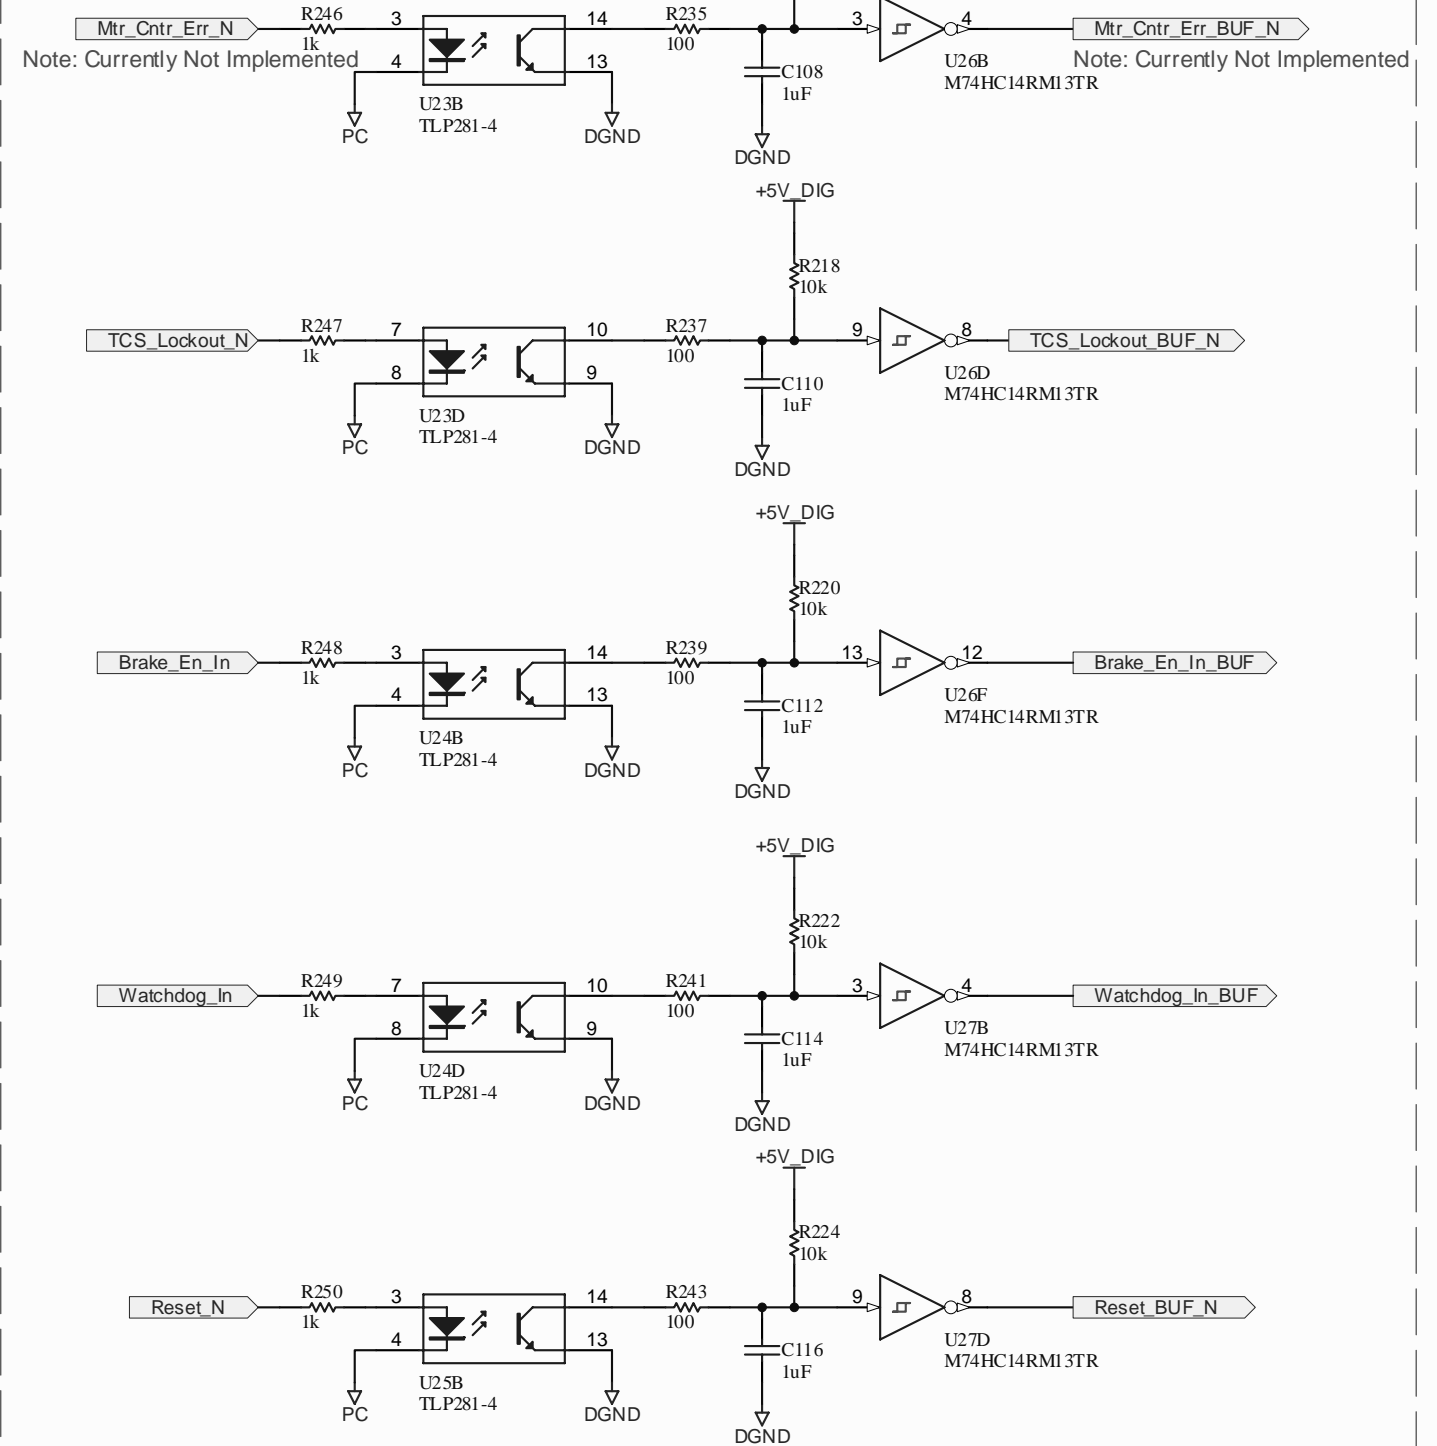 Mtr_Cntr_Err_N
R246
1k
3
14
R235
100
3
4
Mtr_Cntr_Err_BUF_N
Note: Currently Not Implemented
4
13
C108
1uF
U26B
M74HC14RM13TR
Note: Currently Not Implemented
U23B
TLP281-4
PC
DGND
DGND
+5V_DIG
R218
10k
TCS_Lockout_N
R247
1k
7
10
R237
100
9
8
TCS_Lockout_BUF_N
8
9
C110
1uF
U26D
M74HC14RM13TR
U23D
TLP281-4
PC
DGND
DGND
+5V_DIG
R220
10k
Brake_En_In
R248
1k
3
14
R239
100
13
12
Brake_En_In_BUF
4
13
C112
1uF
U26F
M74HC14RM13TR
U24B
TLP281-4
PC
DGND
DGND
+5V_DIG
R222
10k
Watchdog_In
R249
1k
7
10
R241
100
3
4
Watchdog_In_BUF
8
9
C114
1uF
U27B
M74HC14RM13TR
U24D
TLP281-4
PC
DGND
DGND
+5V_DIG
R224
10k
Reset_N
R250
1k
3
14
R243
100
9
8
Reset_BUF_N
4
13
C116
1uF
U27D
M74HC14RM13TR
U25B
TLP281-4
PC
DGND
DGND